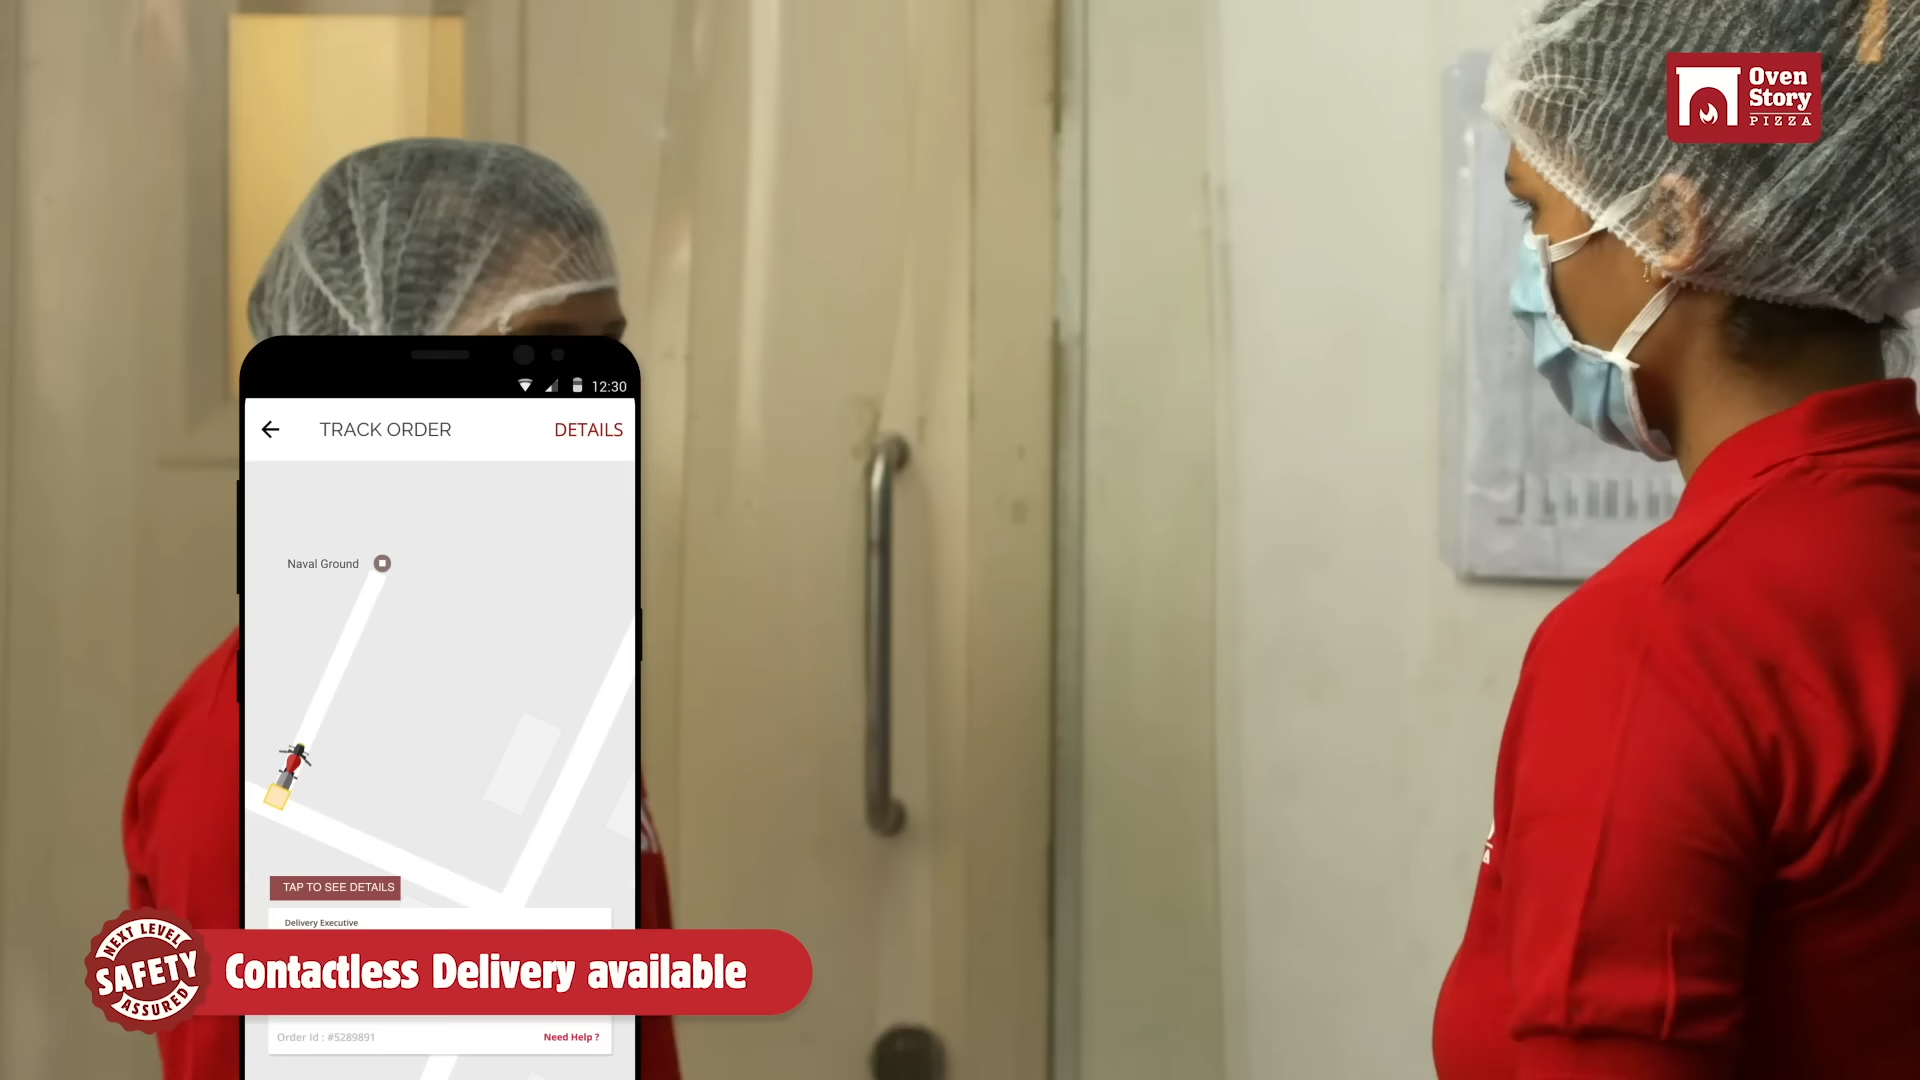 Oven
Story
PIZZA
12:30
TRACK ORDER
DETAILS
Naval Ground
TAP TO SEE DETAILS
Delivery Executive
NEXT LEVEL
SAFETY
ASSURED
Contactless Delivery available
Order Id : #5289891
Need Help ?